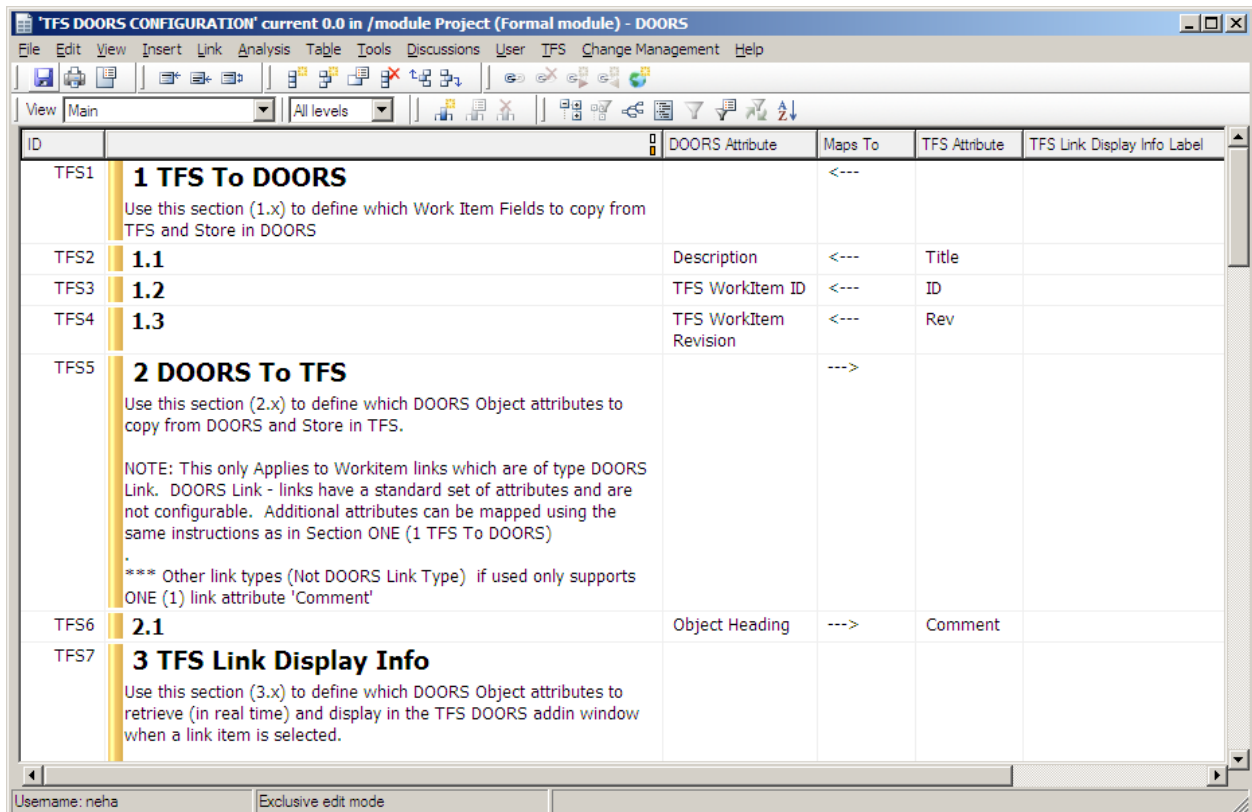 'TFS DOORS CONFIGURATION' current 0.0 in /module Project (Formal module) - DOORS
File Edit View Insert Link Analysis Table Tools Discussions User TFS Change Management Help
View Main All levels
ID DOORS Attribute Maps To TFS Attribute TFS Link Display Info Label
TFS1 1 TFS To DOORS <---
Use this section (1.x) to define which Work Item Fields to copy from
TFS and Store in DOORS
TFS2 1.1 Description <--- Title
TFS3 1.2 TFS WorkItem ID <--- ID
TFS4 1.3 TFS WorkItem <--- Rev
Revision
TFS5 2 DOORS To TFS --->
Use this section (2.x) to define which DOORS Object attributes to
copy from DOORS and Store in TFS.
NOTE: This only Applies to Workitem links which are of type DOORS
Link. DOORS Link - links have a standard set of attributes and are
not configurable. Additional attributes can be mapped using the
same instructions as in Section ONE (1 TFS To DOORS)
.
*** Other link types (Not DOORS Link Type) if used only supports
ONE (1) link attribute 'Comment'
TFS6 2.1 Object Heading ---> Comment
TFS7 3 TFS Link Display Info
Use this section (3.x) to define which DOORS Object attributes to
retrieve (in real time) and display in the TFS DOORS addin window
when a link item is selected.
Username: neha Exclusive edit mode